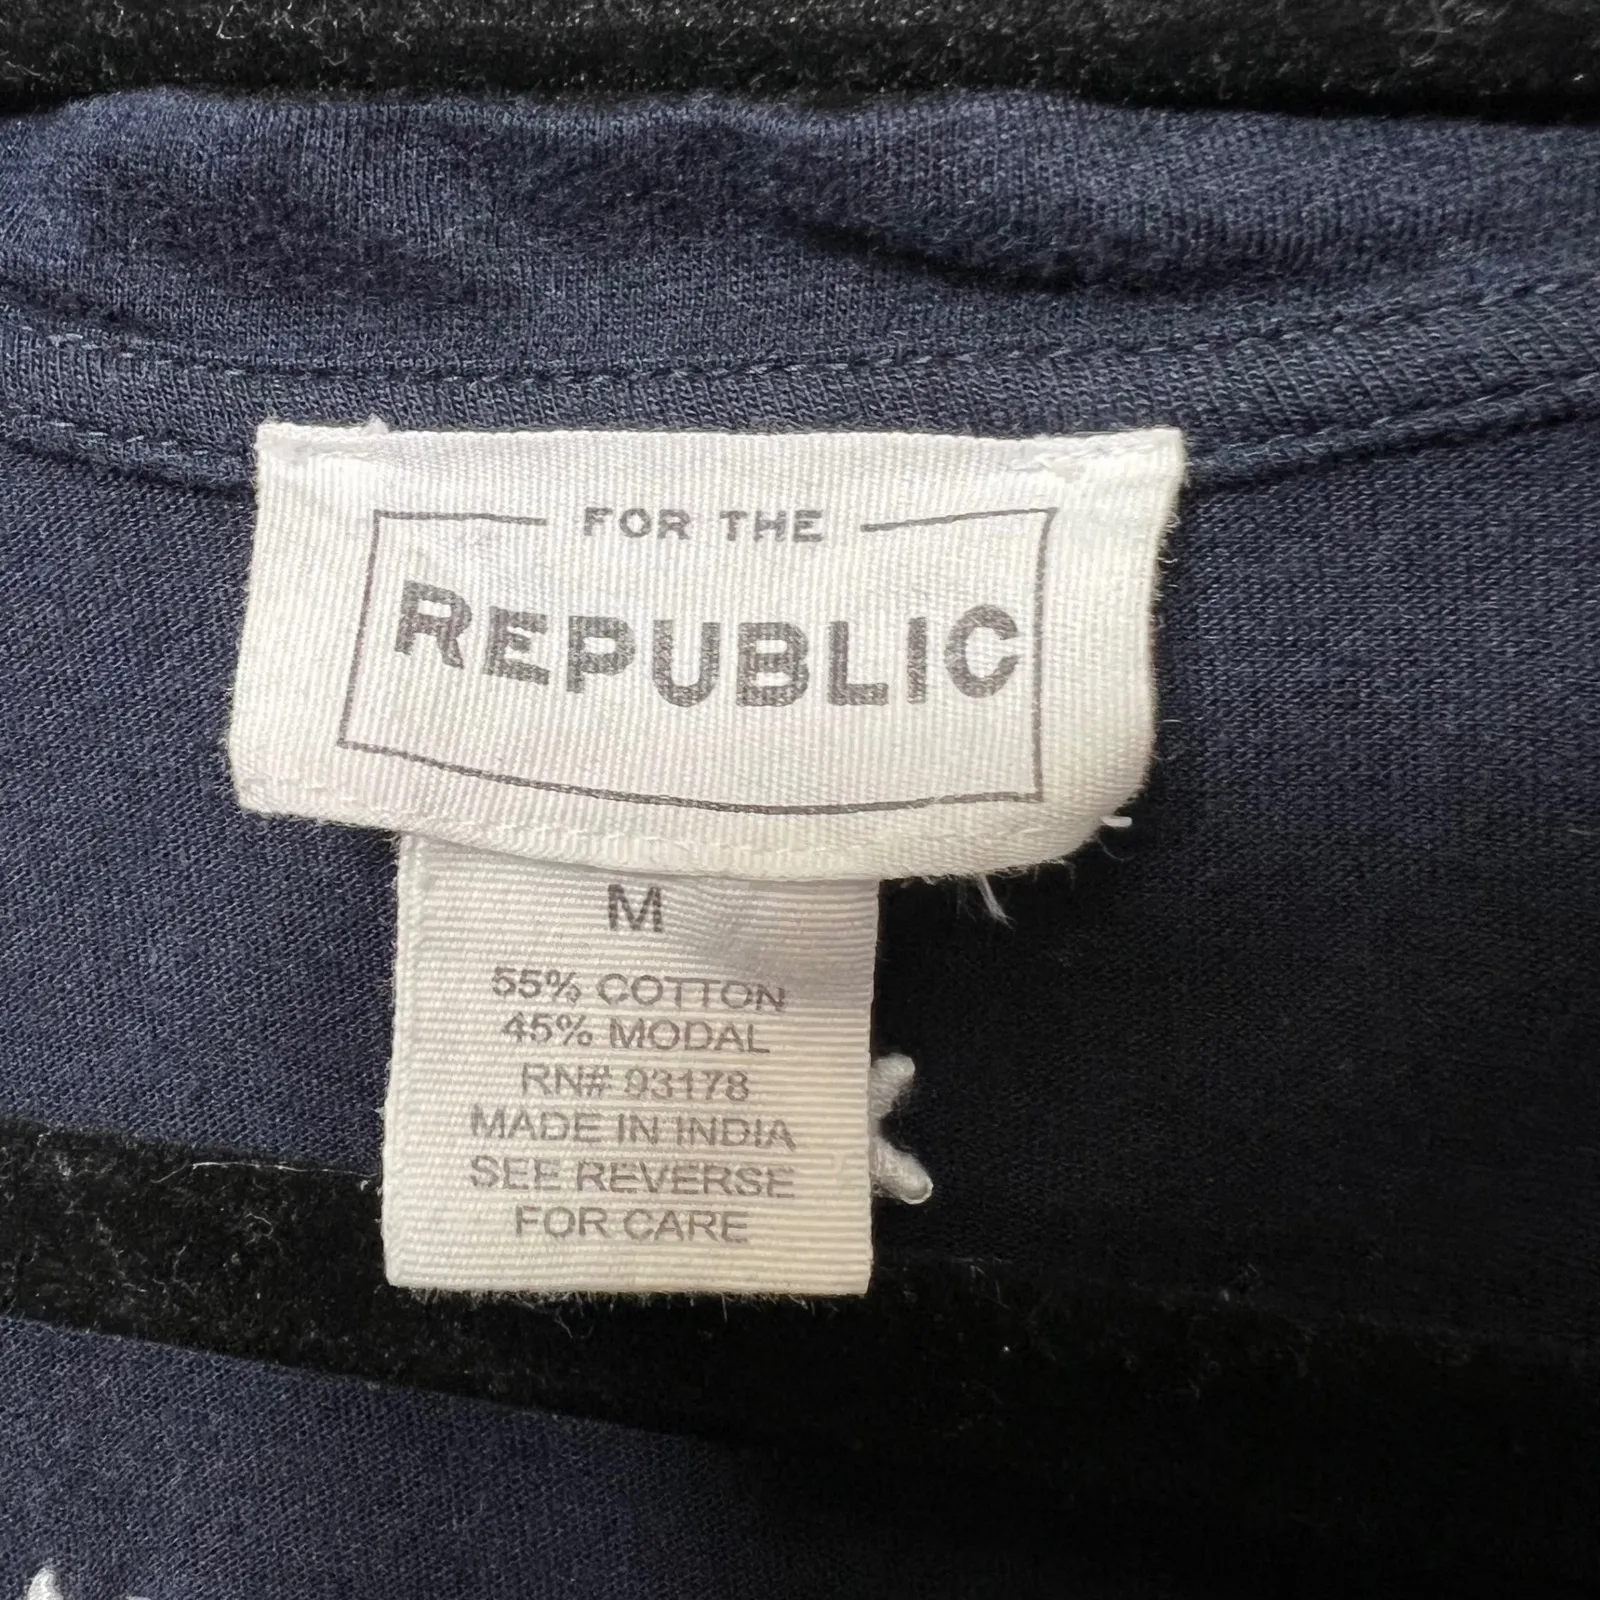 FOR THE
REPUBLIC
M
55% COTTON
45% MODAL
RN# 93178
MADE IN INDIA
SEE REVERSE
FOR CARE